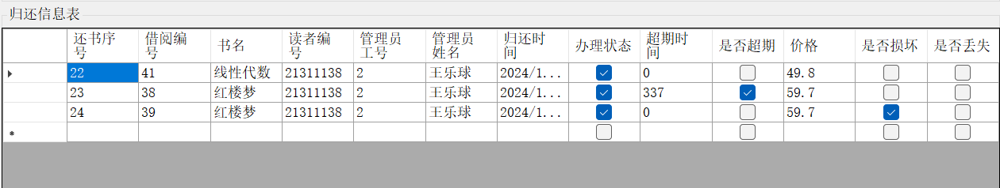 归还信息表
还书序号 借阅编号 书名 读者编号 管理员工号 管理员姓名 归还时间 办理状态 超期时间 是否超期 价格 是否损坏 是否丢失
22 41 线性代数 21311138 2 王乐球 2024/1... 0 49.8
23 38 红楼梦 21311138 2 王乐球 2024/1... 337 59.7
24 39 红楼梦 21311138 2 王乐球 2024/1... 0 59.7